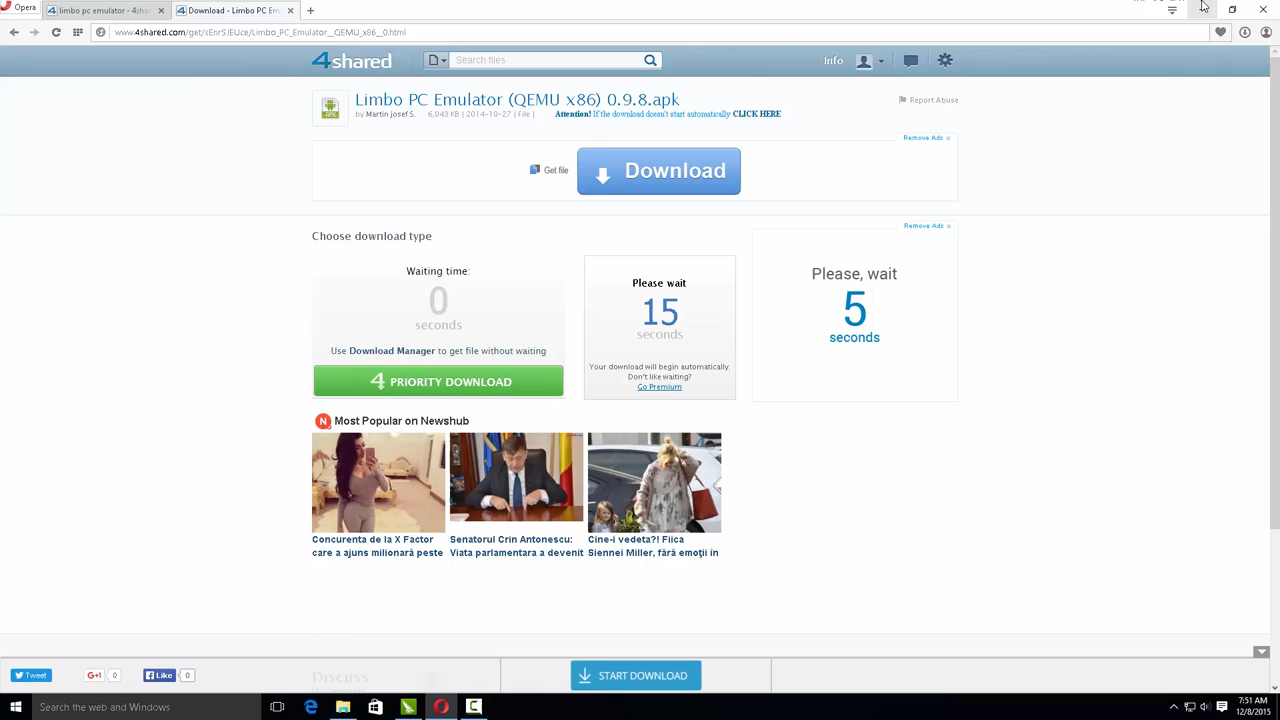 Opera
limbo pc emulator - 4shar
Download - Limbo PC Em
www.4shared.com/get/sEnrSJEUce/Limbo_PC_Emulator__QEMU_x86__0.html
4shared
Search files
Info
Limbo PC Emulator (QEMU x86) 0.9.8.apk
by Martin josef S. 6,043 KB | 2014-10-27 | File |
Attention! If the download doesn't start automatically CLICK HERE
Report Abuse
Remove Ads x
Get file
Download
Choose download type
Remove Ads x
Waiting time:
0
seconds
Use Download Manager to get file without waiting
4 PRIORITY DOWNLOAD
Please wait
15
seconds
Your download will begin automatically.
Don't like waiting?
Go Premium
Please, wait
5
seconds
N Most Popular on Newshub
Concurenta de la X Factor
care a ajuns milionară peste
Senatorul Crin Antonescu:
Viata parlamentara a devenit
Cine-i vedeta?! Fiica
Siennei Miller, fără emoţii în
Tweet
G+1 0
Like 0
Discuss
START DOWNLOAD
Search the web and Windows
7:51 AM
12/8/2015